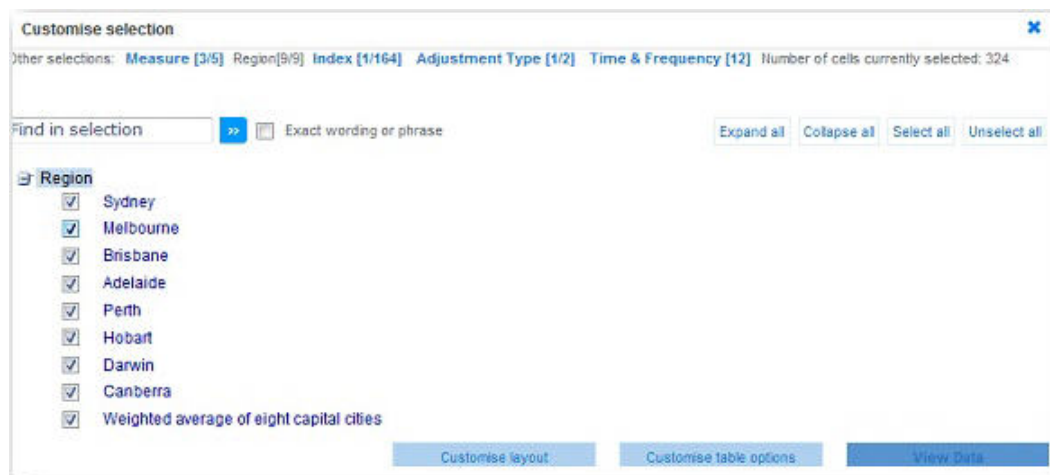 Customise selection
Other selections: Measure [3/5] Region[9/9] Index [1/164] Adjustment Type [1/2] Time & Frequency [12] Number of cells currently selected: 324
Find in selection » Exact wording or phrase Expand all Collapse all Select all Unselect all
Region
Sydney
Melbourne
Brisbane
Adelaide
Perth
Hobart
Darwin
Canberra
Weighted average of eight capital cities
Customise layout Customise table options View Data